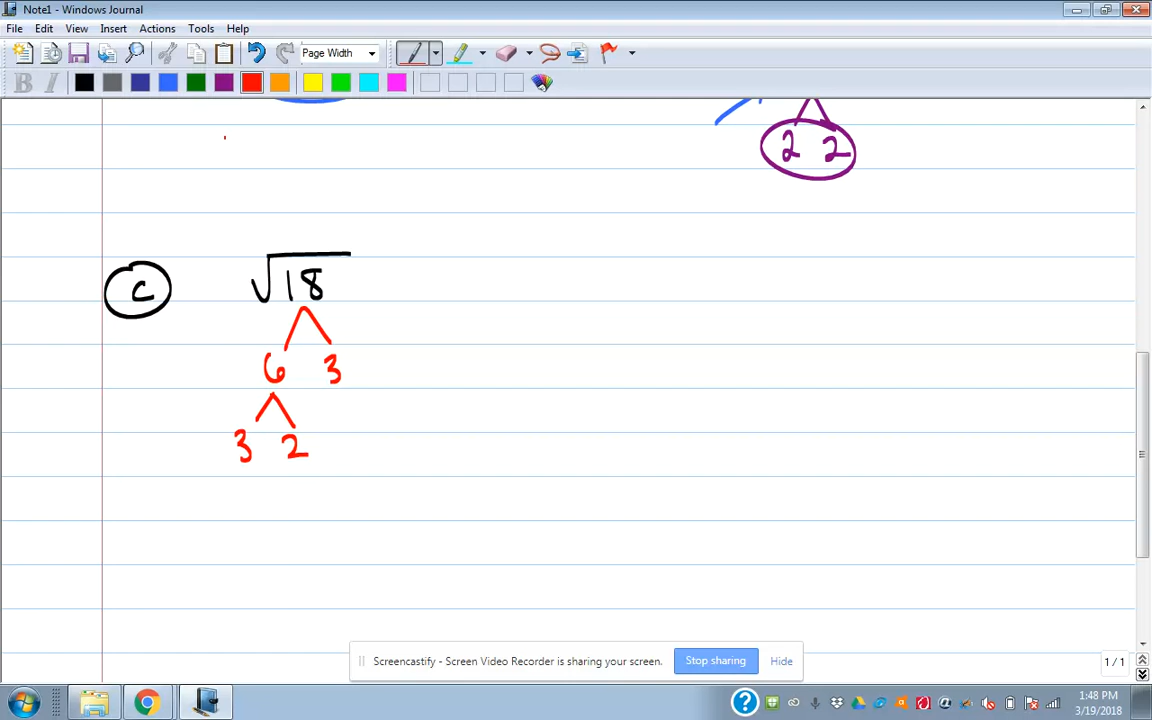 Note1 - Windows Journal
File Edit View Insert Actions Tools Help
Page Width
B I
2 2
C √18
6 3
3 2
Screencastify - Screen Video Recorder is sharing your screen. Stop sharing Hide
1 / 1
1:48 PM
3/19/2018